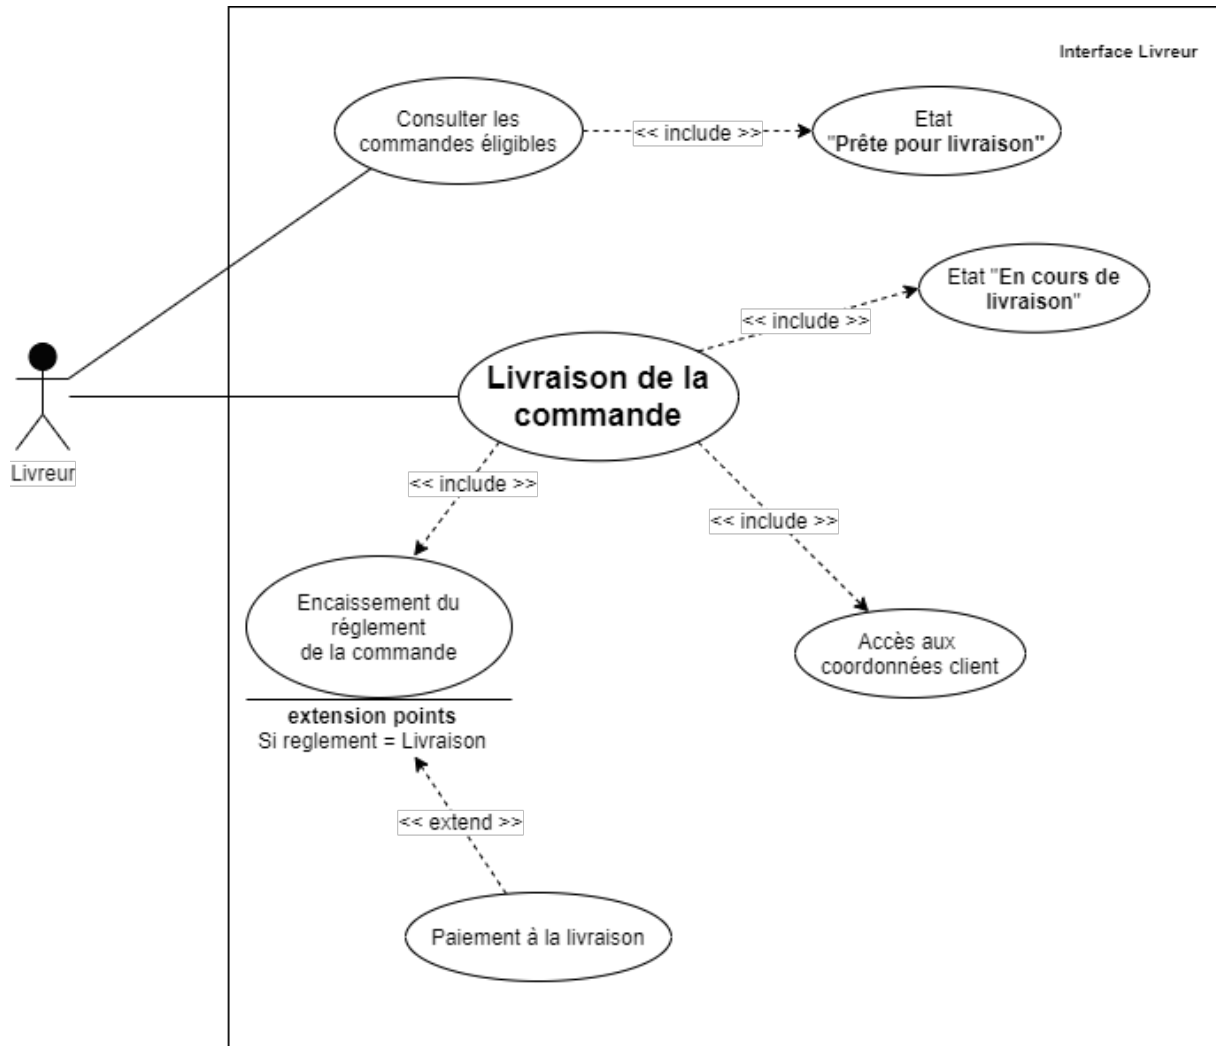 Interface Livreur
Consulter les
commandes éligibles
<< include >>
Etat
"Prête pour livraison"
Etat "En cours de
livraison"
<< include >>
Livraison de la
commande
Livreur
<< include >>
<< include >>
Encaissement du
réglement
de la commande
Accès aux
coordonnées client
extension points
Si reglement = Livraison
<< extend >>
Paiement à la livraison